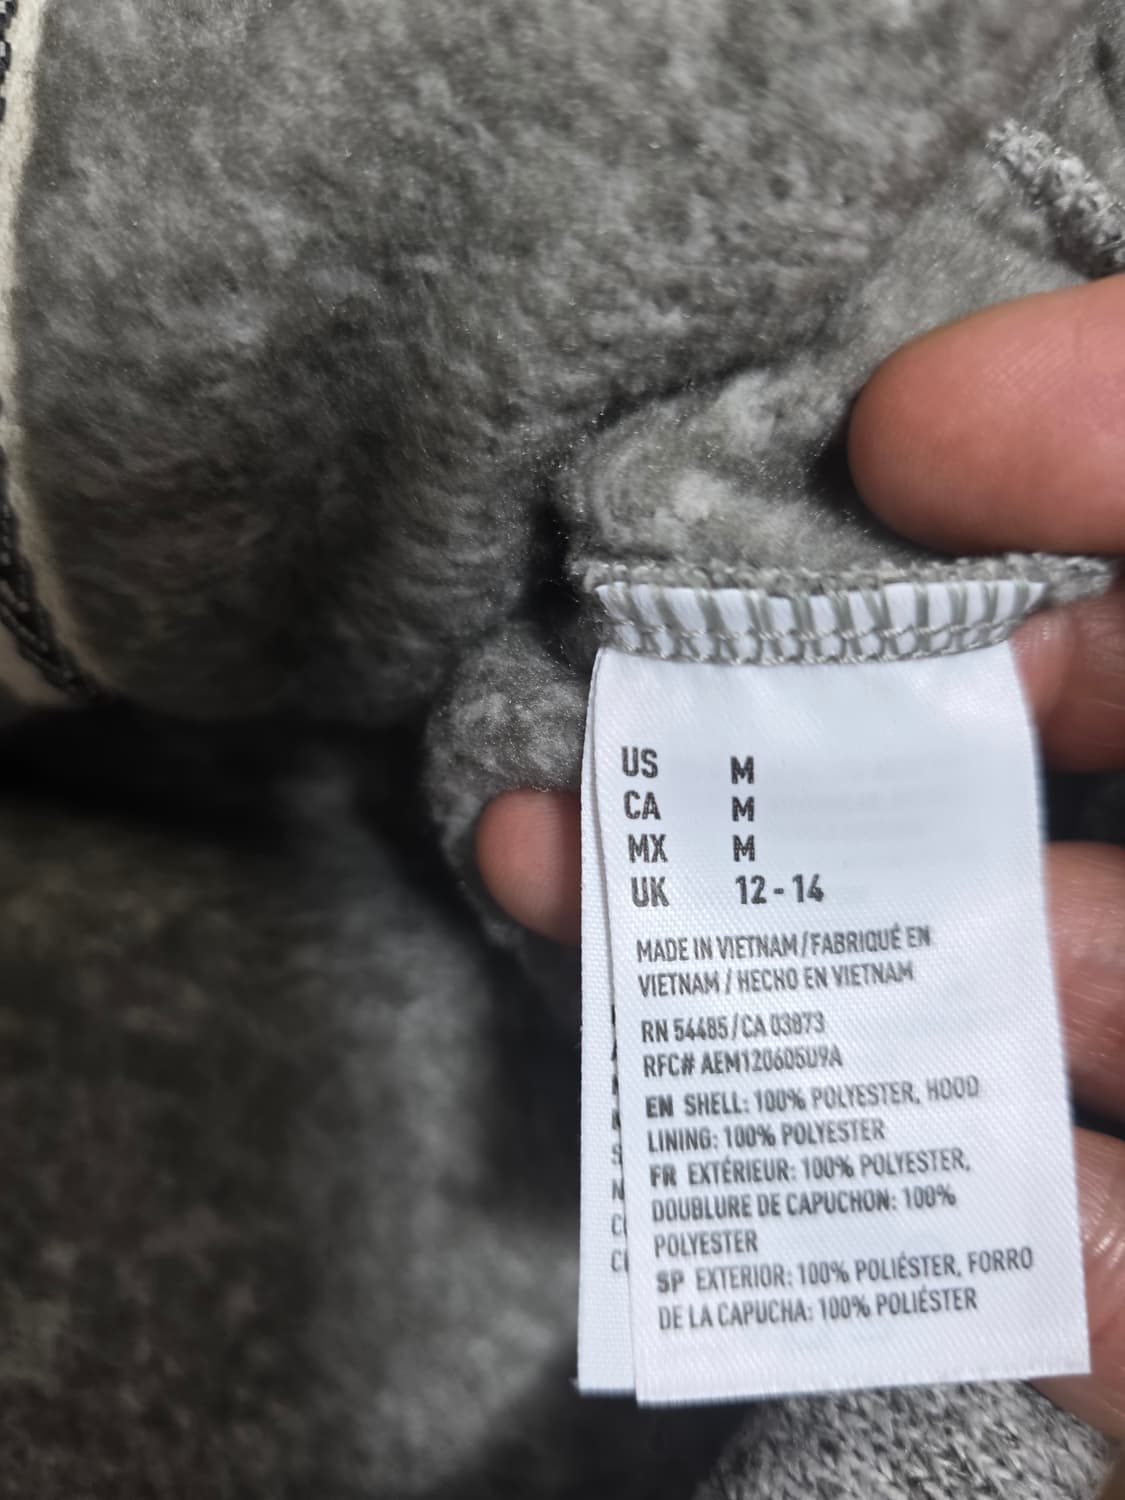 US M
CA M
MX M
UK 12 - 14
MADE IN VIETNAM/FABRIQUÉ EN
VIETNAM / HECHO EN VIETNAM
RN 54485/CA 03873
RFC# AEM120605U9A
EN SHELL: 100% POLYESTER, HOOD
LINING: 100% POLYESTER
FR EXTÉRIEUR: 100% POLYESTER,
DOUBLURE DE CAPUCHON: 100%
POLYESTER
SP EXTERIOR: 100% POLIÉSTER, FORRO
DE LA CAPUCHA: 100% POLIÉSTER